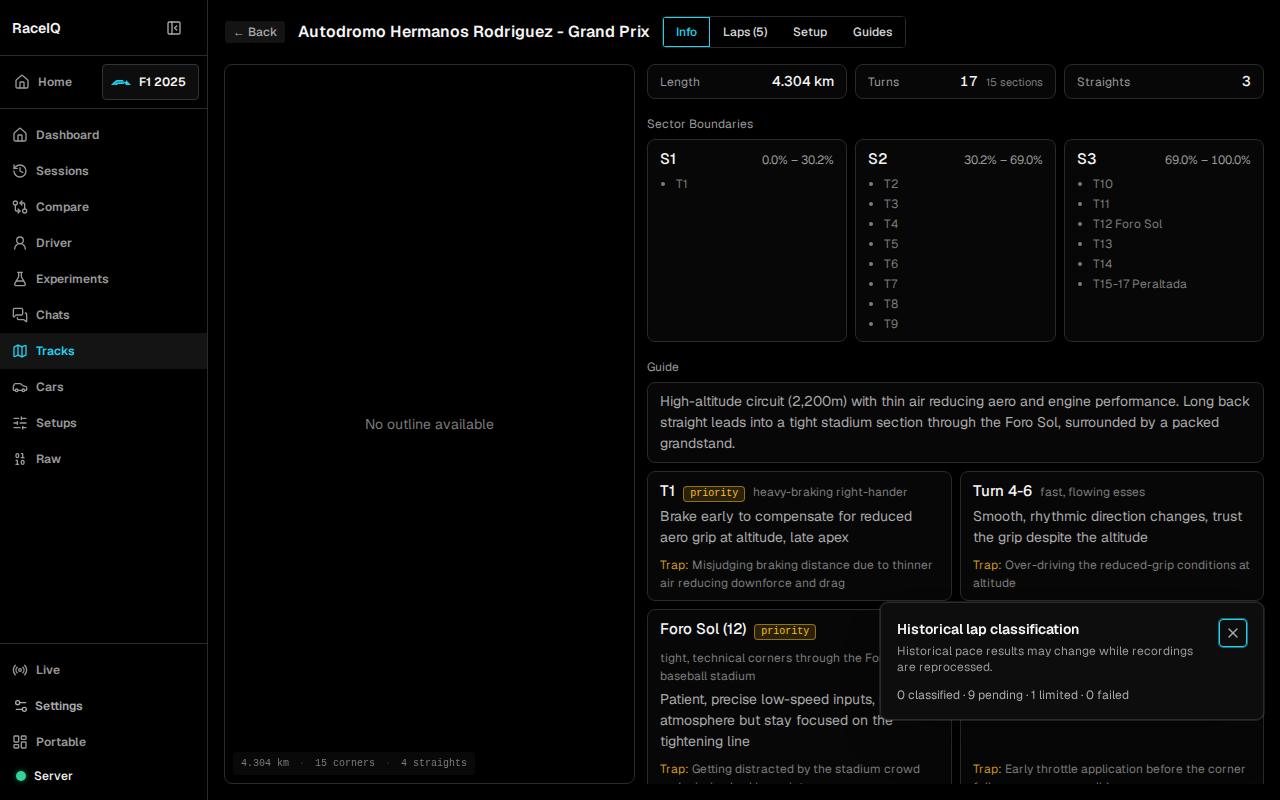 RaceIQ
Home
F1 2025
Dashboard
Sessions
Compare
Driver
Experiments
Chats
Tracks
Cars
Setups
Raw
Live
Settings
Portable
Server
← Back
Autodromo Hermanos Rodriguez - Grand Prix
Info
Laps (5)
Setup
Guides
No outline available
4.304 km · 15 corners · 4 straights
Length 4.304 km
Turns 17 15 sections
Straights 3
Sector Boundaries
S1 0.0% – 30.2%
• T1
S2 30.2% – 69.0%
• T2
• T3
• T4
• T5
• T6
• T7
• T8
• T9
S3 69.0% – 100.0%
• T10
• T11
• T12 Foro Sol
• T13
• T14
• T15-17 Peraltada
Guide
High-altitude circuit (2,200m) with thin air reducing aero and engine performance. Long back
straight leads into a tight stadium section through the Foro Sol, surrounded by a packed
grandstand.
T1 priority heavy-braking right-hander
Brake early to compensate for reduced
aero grip at altitude, late apex
Trap: Misjudging braking distance due to thinner
air reducing downforce and drag
Turn 4-6 fast, flowing esses
Smooth, rhythmic direction changes, trust
the grip despite the altitude
Trap: Over-driving the reduced-grip conditions at
altitude
Foro Sol (12) priority
tight, technical corners through the
baseball stadium
Patient, precise low-speed inputs,
atmosphere but stay focused on the
tightening line
Trap: Getting distracted by the stadium crowd
Trap: Early throttle application before the corner
Historical lap classification
Historical pace results may change while recordings
are reprocessed.
0 classified · 9 pending · 1 limited · 0 failed